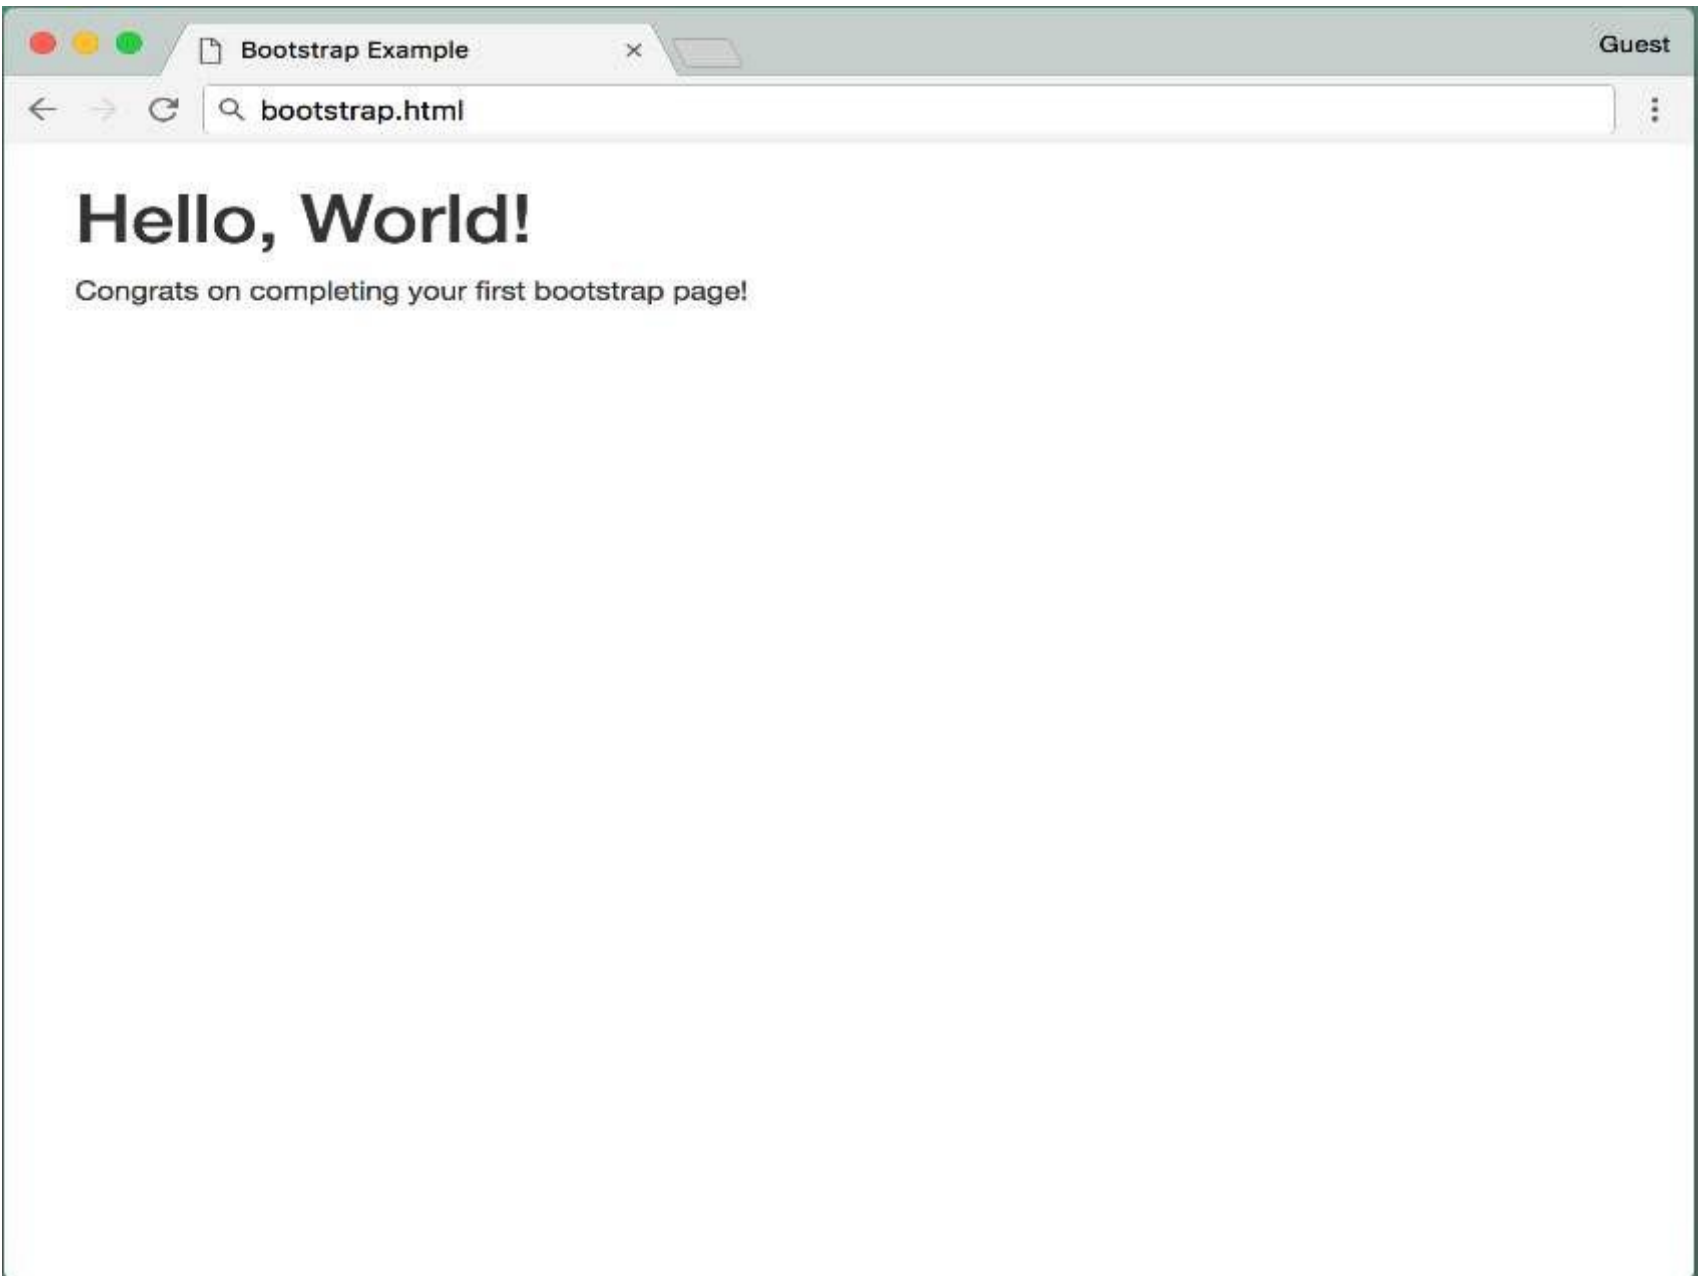 Bootstrap Example
Guest
bootstrap.html
Hello, World!
Congrats on completing your first bootstrap page!